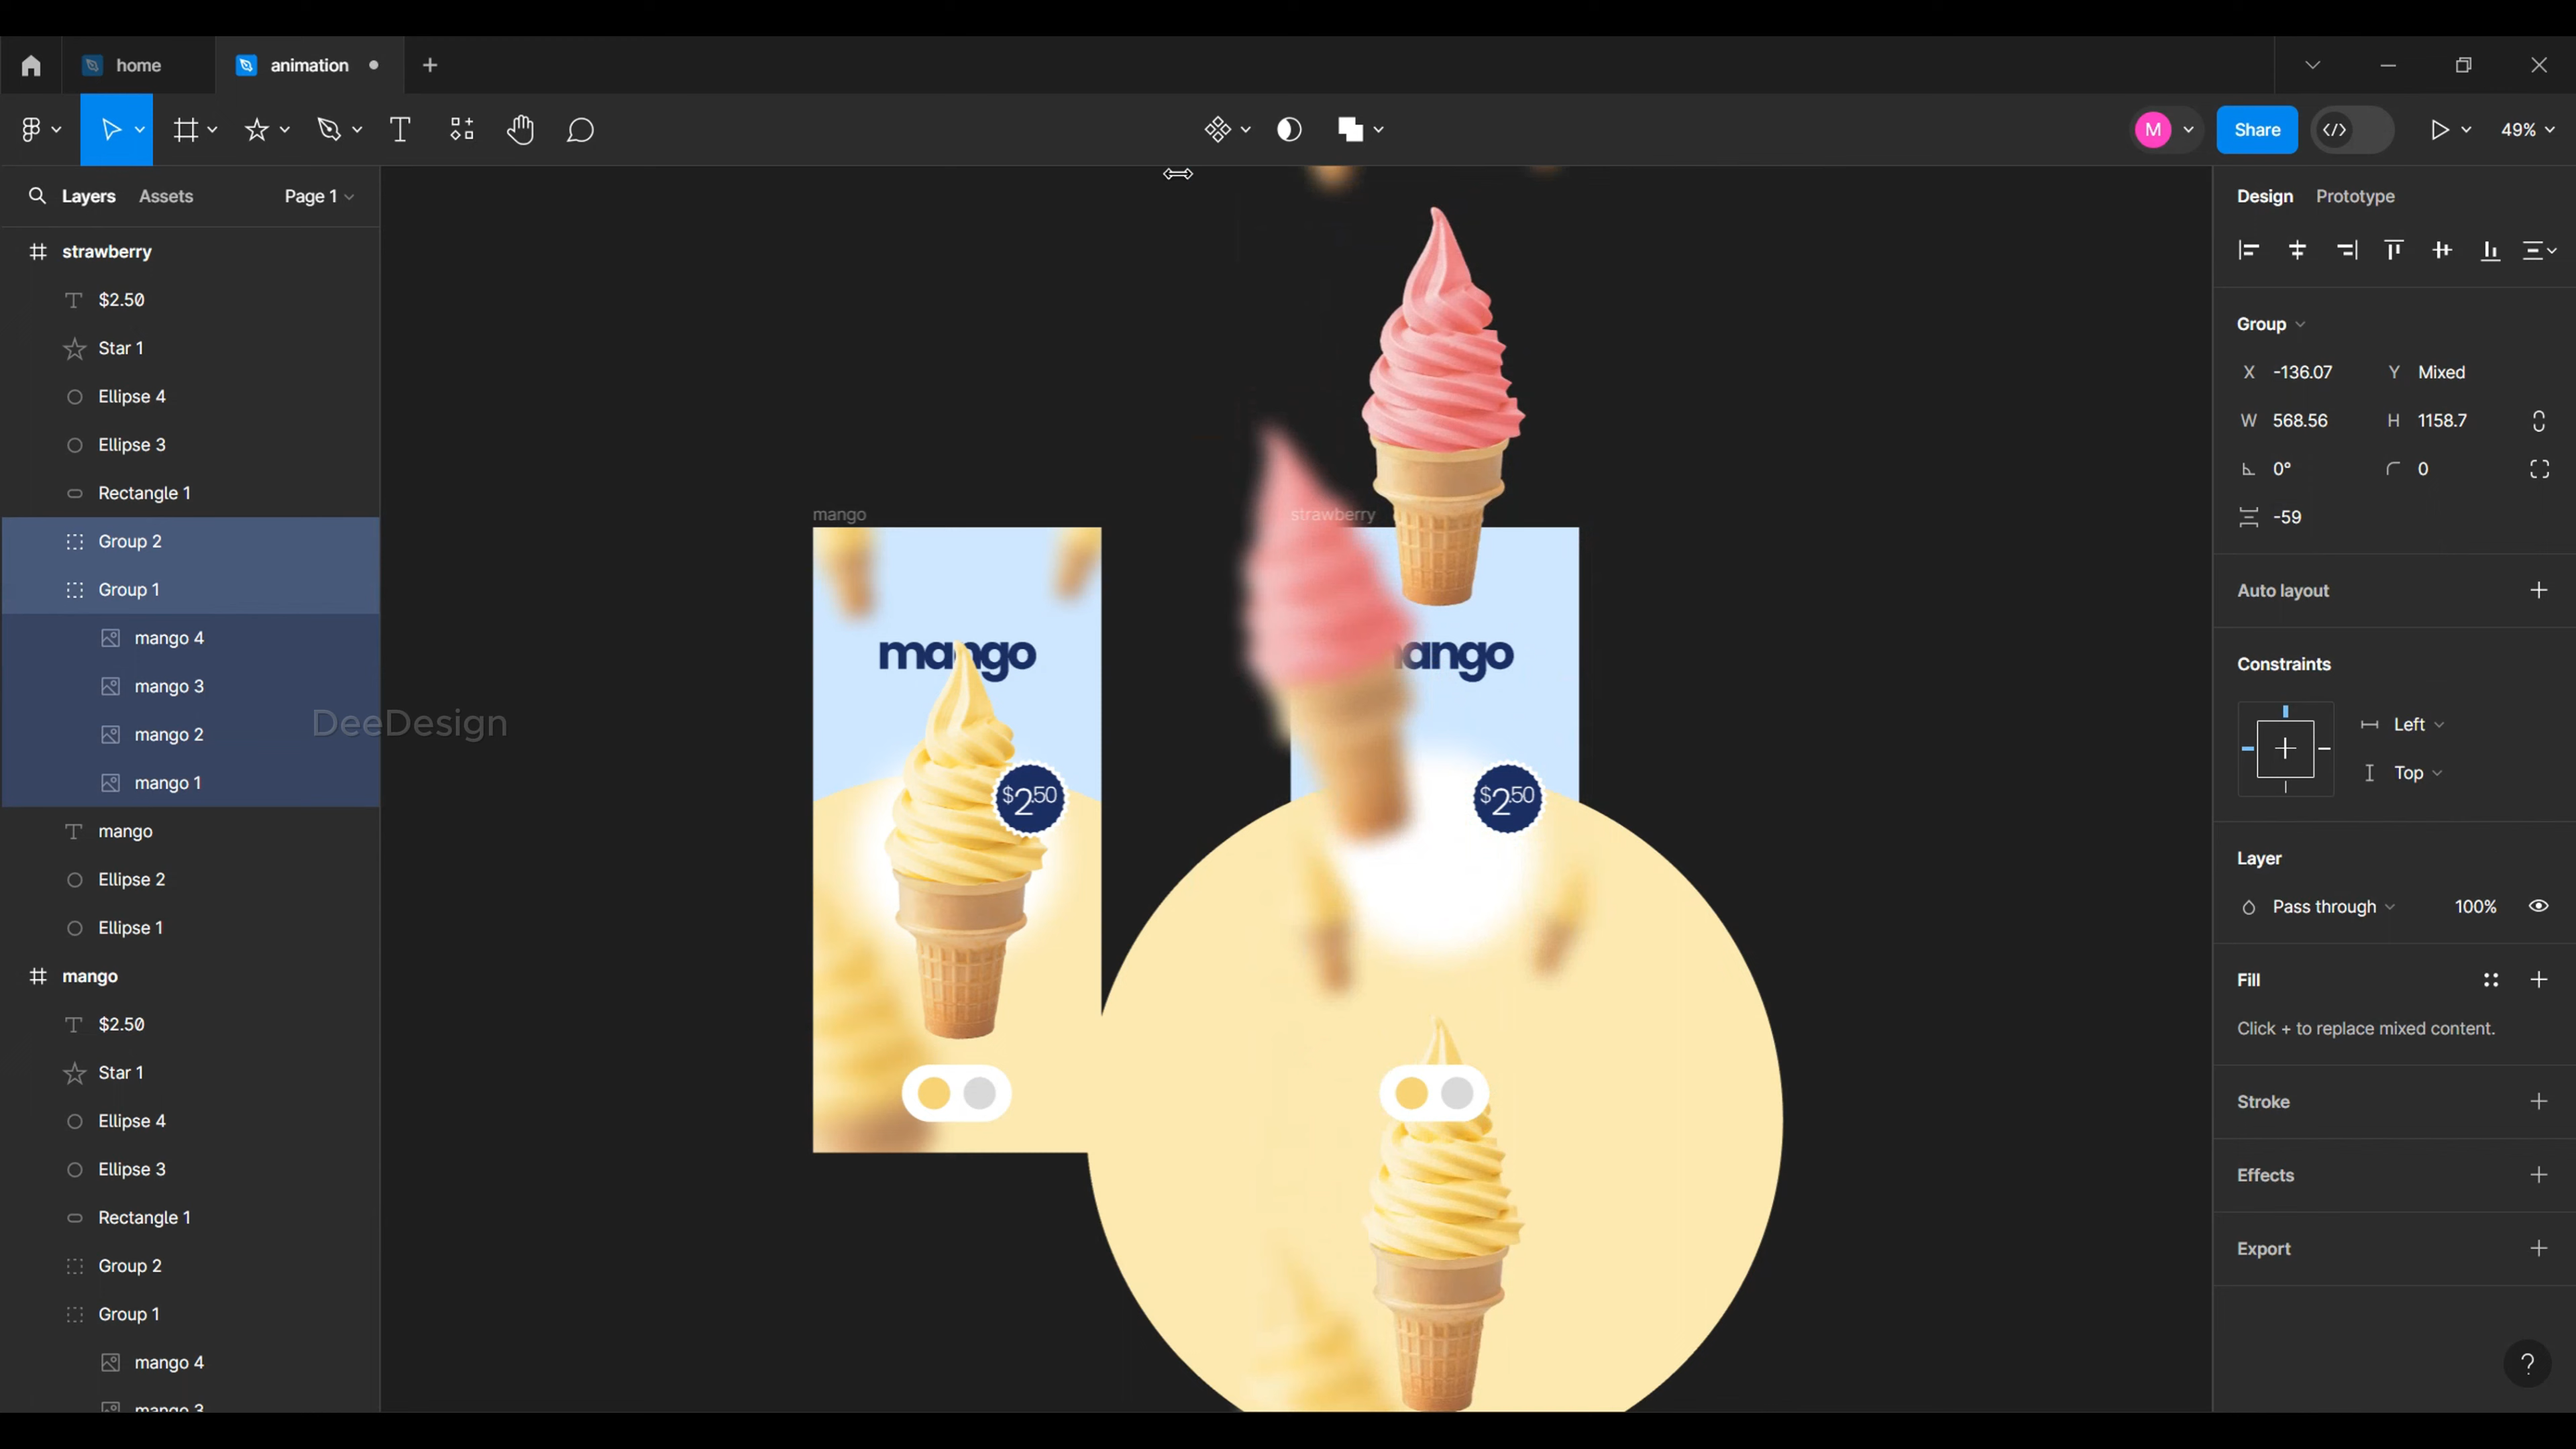 home
animation
Share
49%
M
Layers
Assets
Page 1
strawberry
$2.50
Star 1
Ellipse 4
Ellipse 3
Rectangle 1
Group 2
Group 1
mango 4
mango 3
mango 2
mango 1
mango
Ellipse 2
Ellipse 1
mango
$2.50
Star 1
Ellipse 4
Ellipse 3
Rectangle 1
Group 2
Group 1
mango 4
mango 3
DeeDesign
mango
mango
$2.50
strawberry
ango
$2.50
Design
Prototype
Group
X -136.07
Y Mixed
W 568.56
H 1158.7
0°
0
-59
Auto layout
Constraints
Left
Top
Layer
Pass through
100%
Fill
Click + to replace mixed content.
Stroke
Effects
Export
?